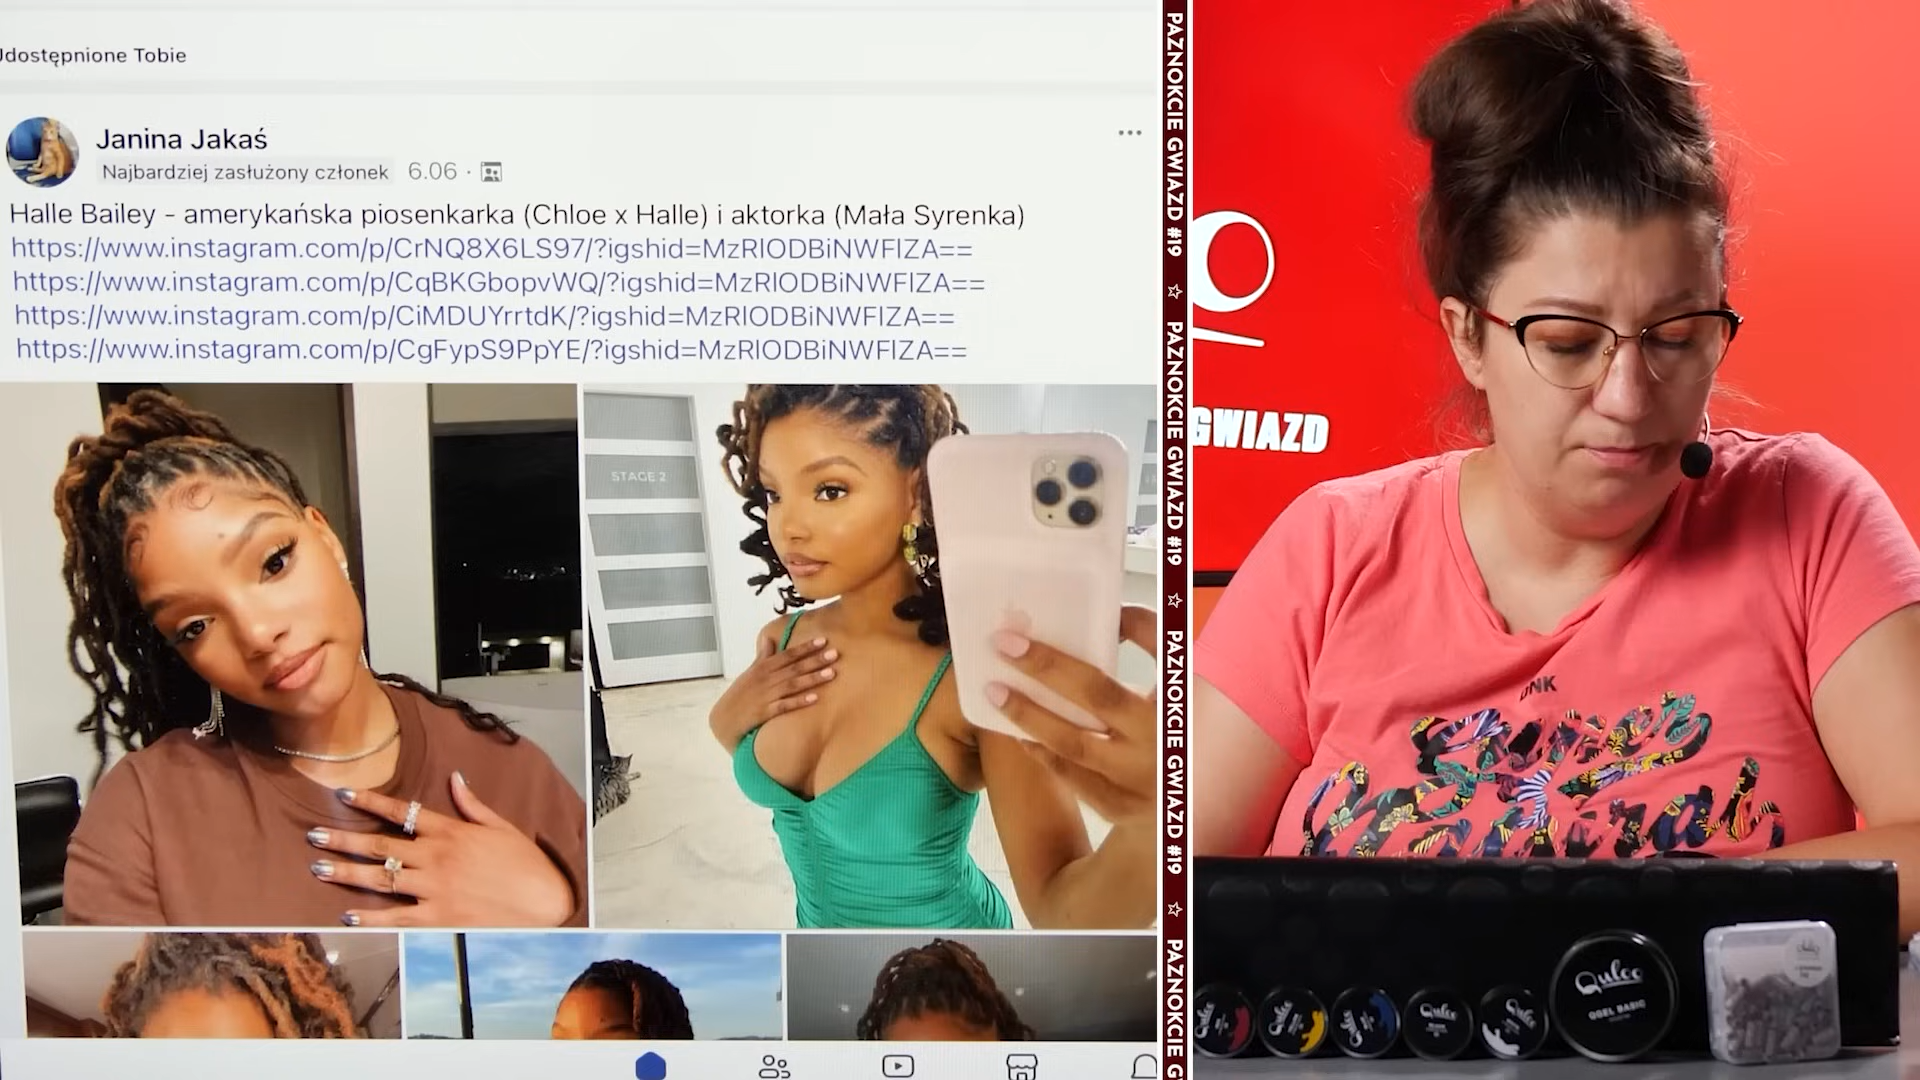 Udostępnione Tobie
Janina Jakaś
Najbardziej zasłużony członek 6.06
Halle Bailey - amerykańska piosenkarka (Chloe x Halle) i aktorka (Mała Syrenka)
https://www.instagram.com/p/CrNQ8X6LS97/?igshid=MzRlODBiNWFlZA==
https://www.instagram.com/p/CqBKGbopvWQ/?igshid=MzRlODBiNWFlZA==
https://www.instagram.com/p/CiMDUYrrtdK/?igshid=MzRlODBiNWFlZA==
https://www.instagram.com/p/CgFypS9PpYE/?igshid=MzRlODBiNWFlZA==
STAGE 2
PAZNOKCIE GWIAZD #19 ☆ PAZNOKCIE GWIAZD #19 ☆ PAZNOKCIE GWIAZD #19 ☆ PAZNOKCIE G
GWIAZD
Quleo
QGEL BASIC